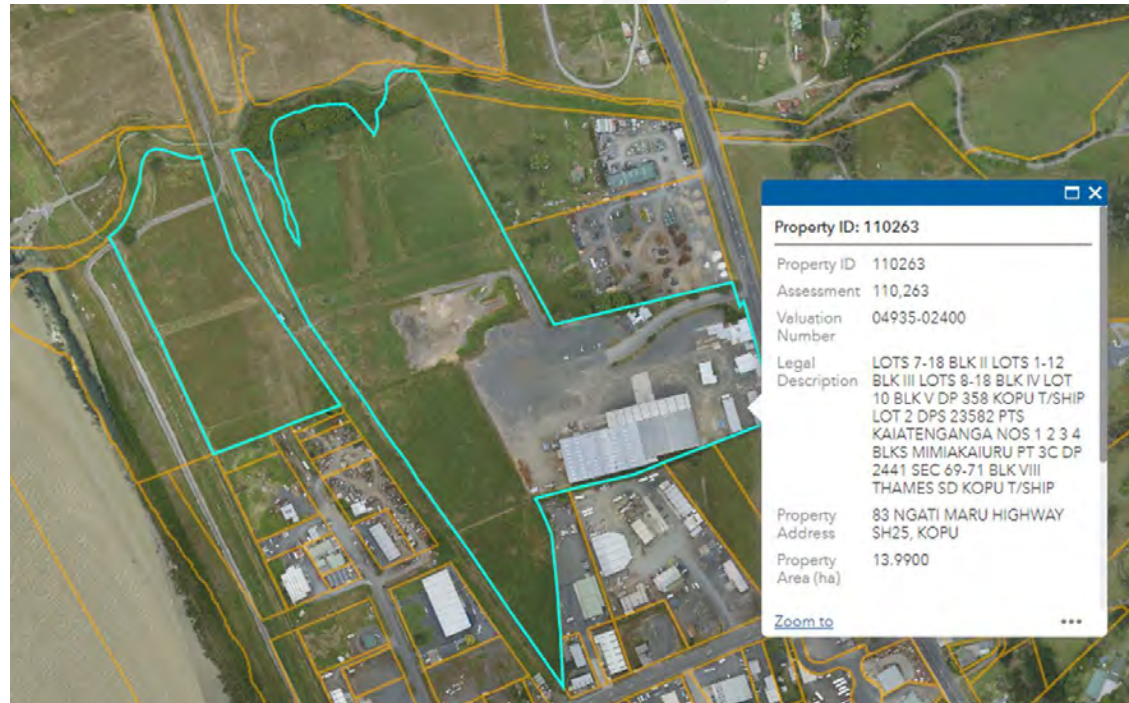 Property ID: 110263
Property ID 110263
Assessment 110,263
Valuation Number 04935-02400
Legal Description LOTS 7-18 BLK II LOTS 1-12
BLK III LOTS 8-18 BLK IV LOT
10 BLK V DP 358 KOPU T/SHIP
LOT 2 DPS 23582 PTS
KAIATENGANGA NOS 1 2 3 4
BLKS MIMIAKAIURU PT 3C DP
2441 SEC 69-71 BLK VIII
THAMES SD KOPU T/SHIP
Property Address 83 NGATI MARU HIGHWAY
SH25, KOPU
Property Area (ha) 13.9900
Zoom to